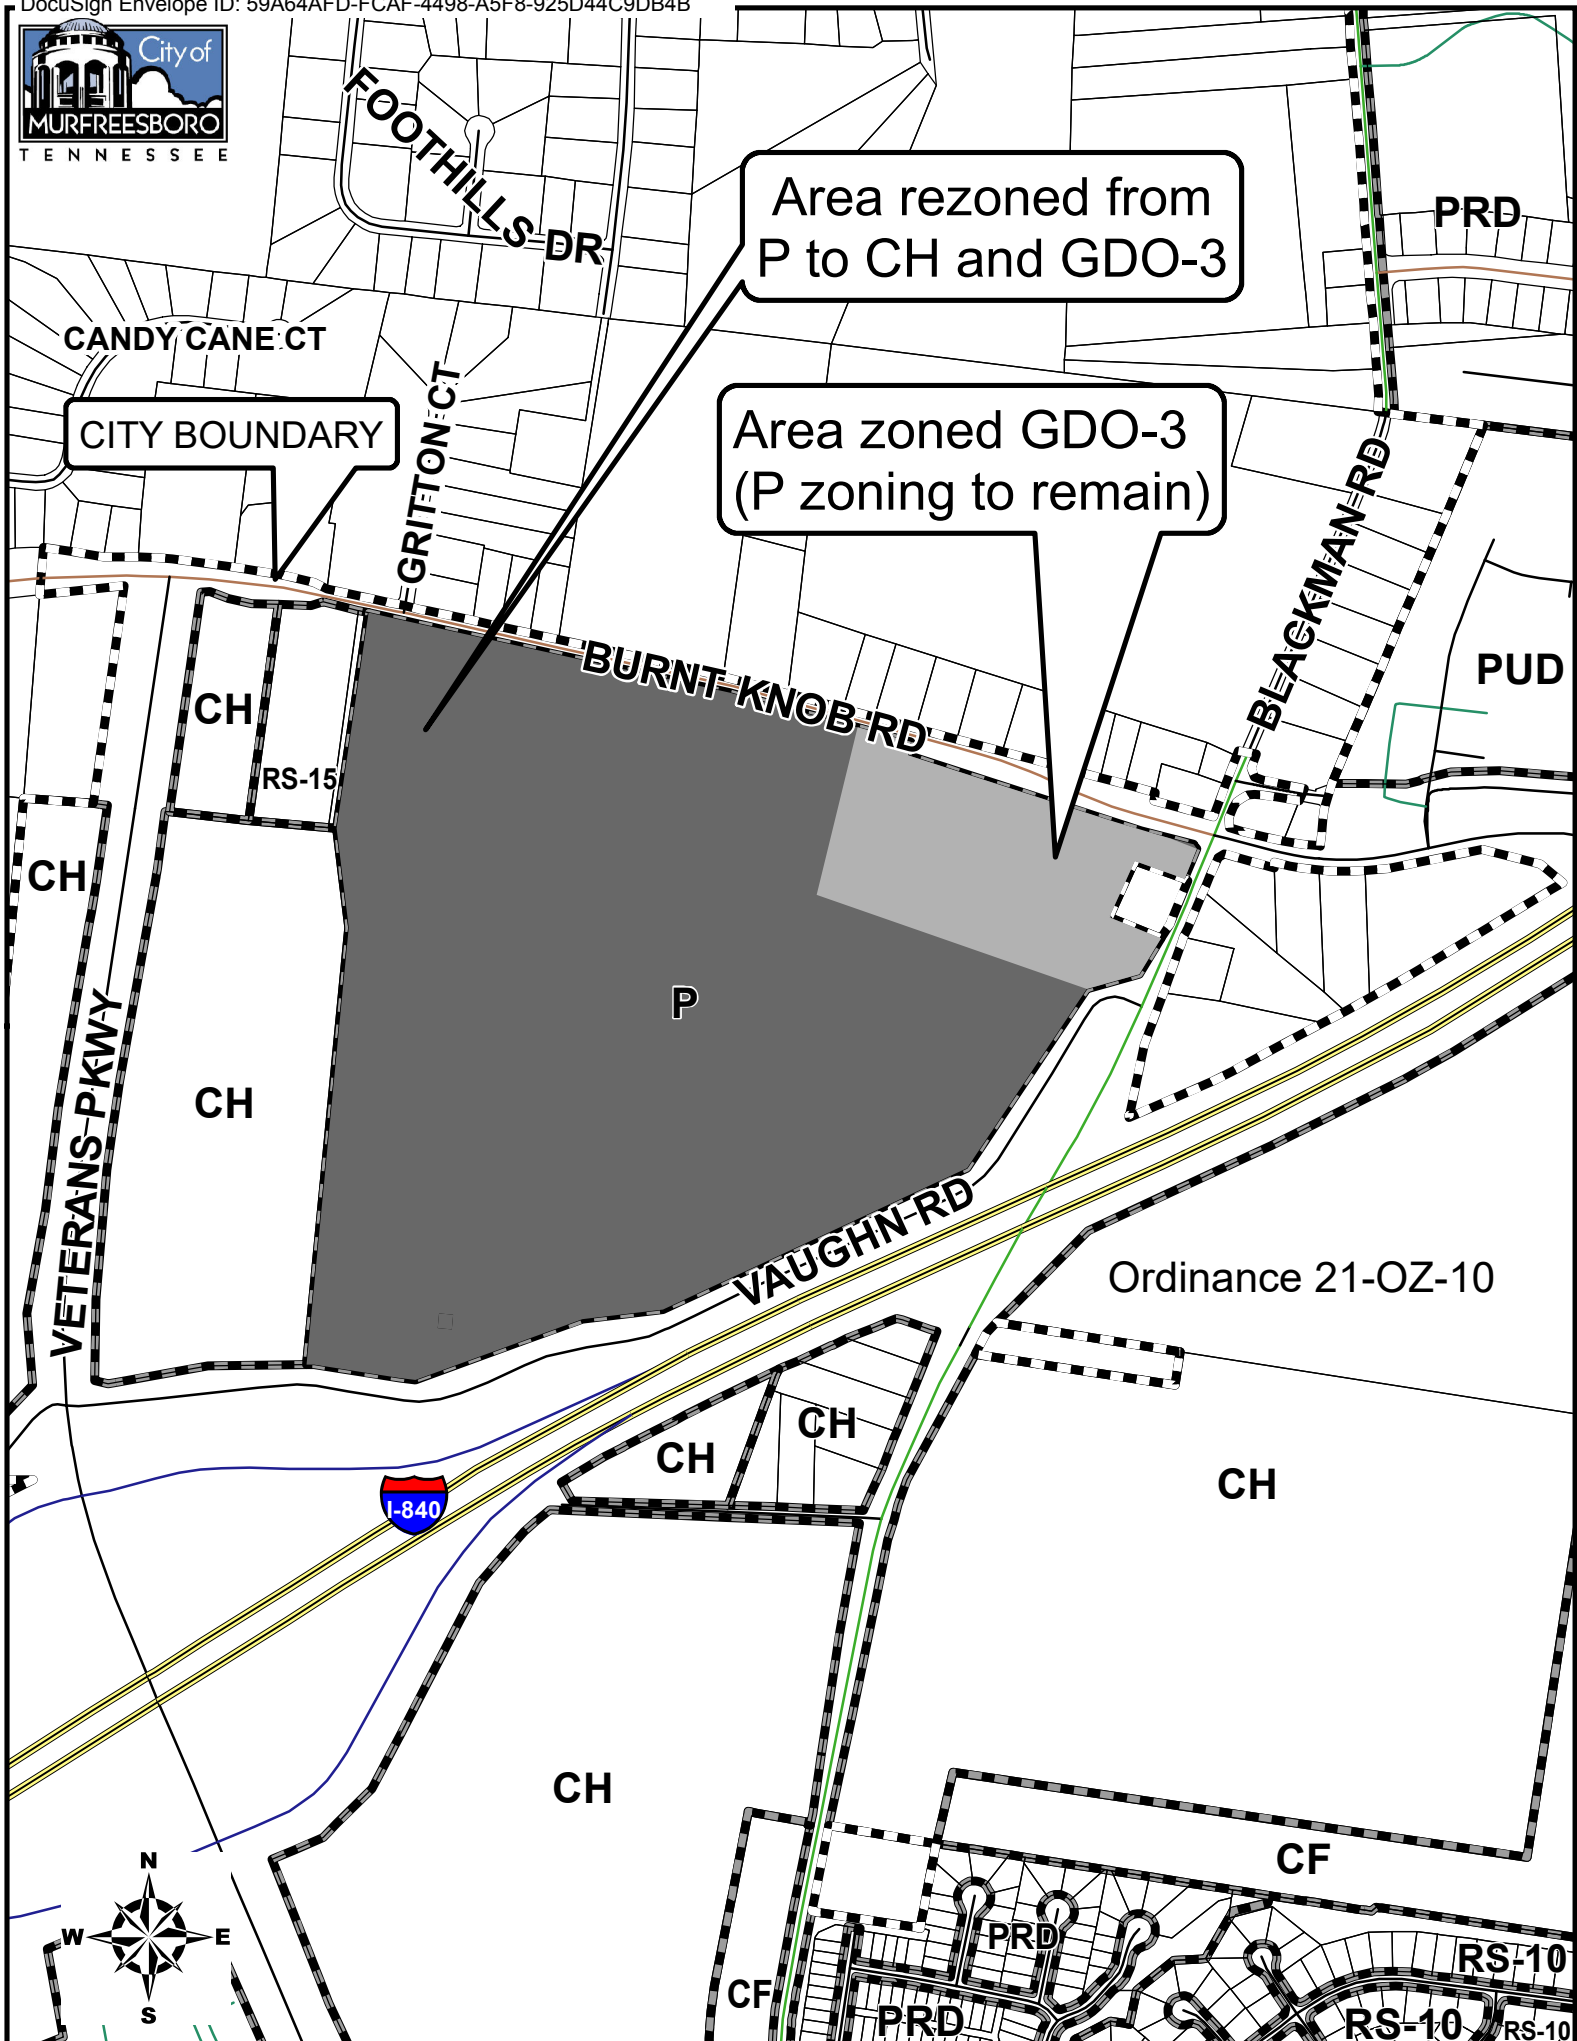 DocuSign Envelope ID: 59A64AFD-FCAF-4498-A5F8-925D44C9DB4B
City of
MURFREESBORO
TENNESSEE
FOOTHILLS DR
Area rezoned from
P to CH and GDO-3
PRD
CANDY CANE CT
GRITTON CT
CITY BOUNDARY
Area zoned GDO-3
(P zoning to remain)
BLACKMAN RD
BURNT KNOB RD
PUD
CH
RS-15
CH
P
VETERANS PKWY
CH
VAUGHN RD
Ordinance 21-OZ-10
CH
CH
CH
I-840
CH
CF
N
W
E
S
PRD
RS-10
CF
PRD
RS-10
RS-10